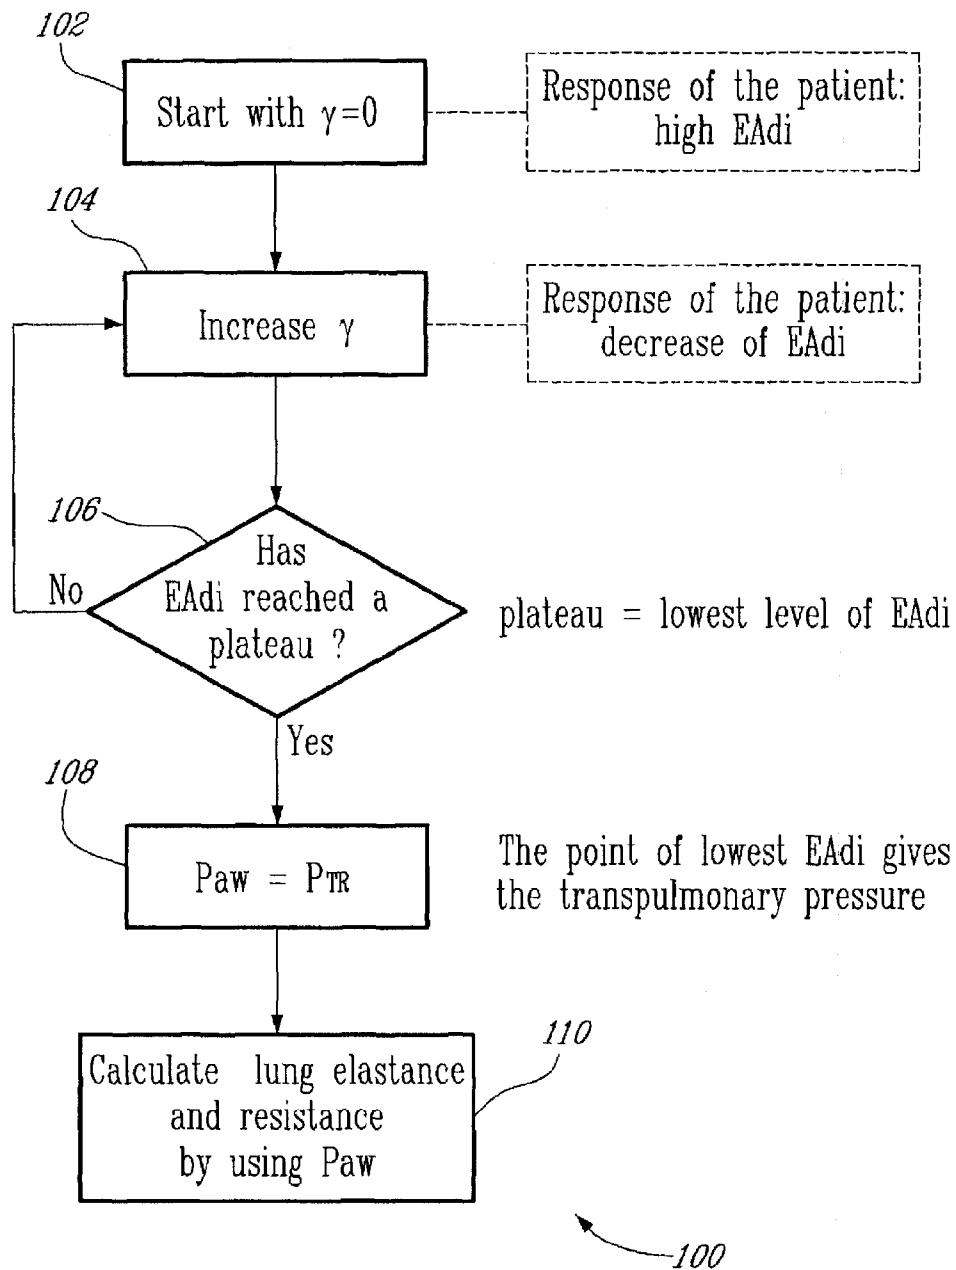 102
Start with γ=0
Response of the patient:
high EAdi
104
Increase γ
Response of the patient:
decrease of EAdi
106
Has
EAdi reached a
plateau ?
No
plateau = lowest level of EAdi
Yes
108
Paw = PTR
The point of lowest EAdi gives
the transpulmonary pressure
110
Calculate lung elastance
and resistance
by using Paw
100